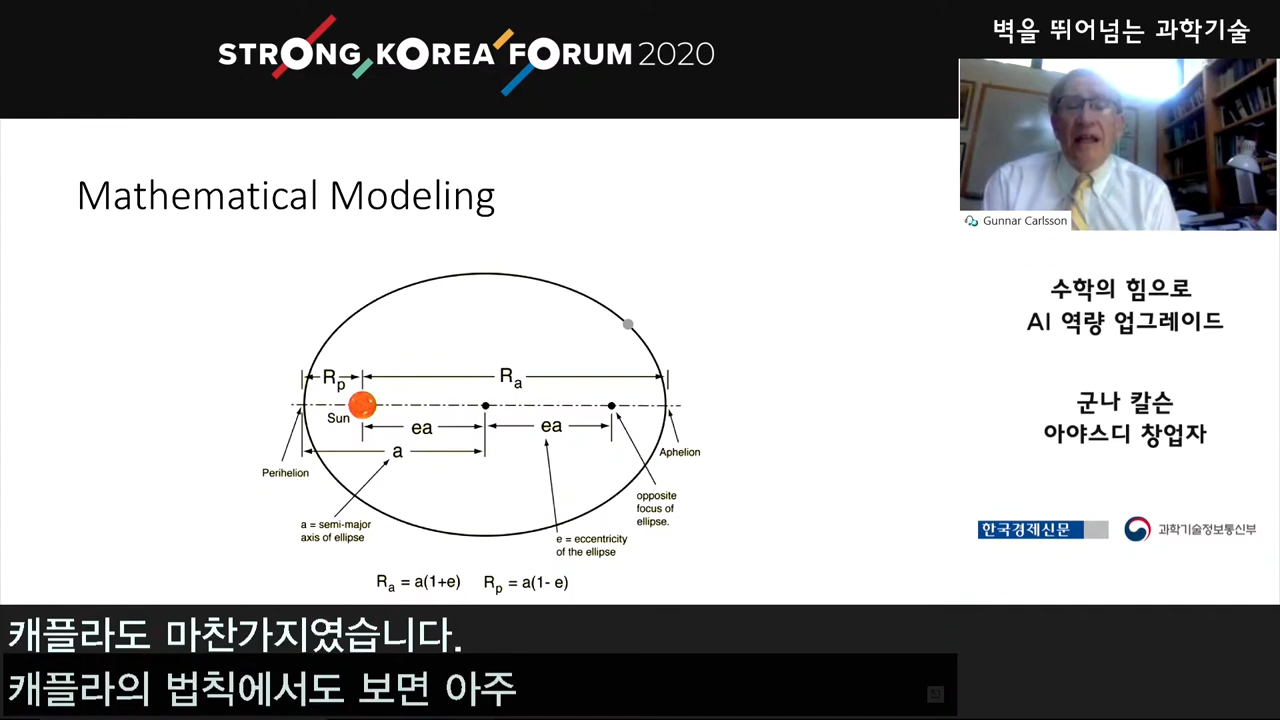 STRONG KOREA FORUM 2020
벽을 뛰어넘는 과학기술
Gunnar Carlsson
Mathematical Modeling
Rp
Ra
Sun
ea
ea
a
Perihelion
Aphelion
a = semi-major
axis of ellipse
opposite
focus of
ellipse.
e = eccentricity
of the ellipse
Ra = a(1+e) Rp = a(1- e)
수학의 힘으로
AI 역량 업그레이드
군나 칼슨
아야스디 창업자
한국경제신문
과학기술정보통신부
캐플라도 마찬가지였습니다.
캐플라의 법칙에서도 보면 아주